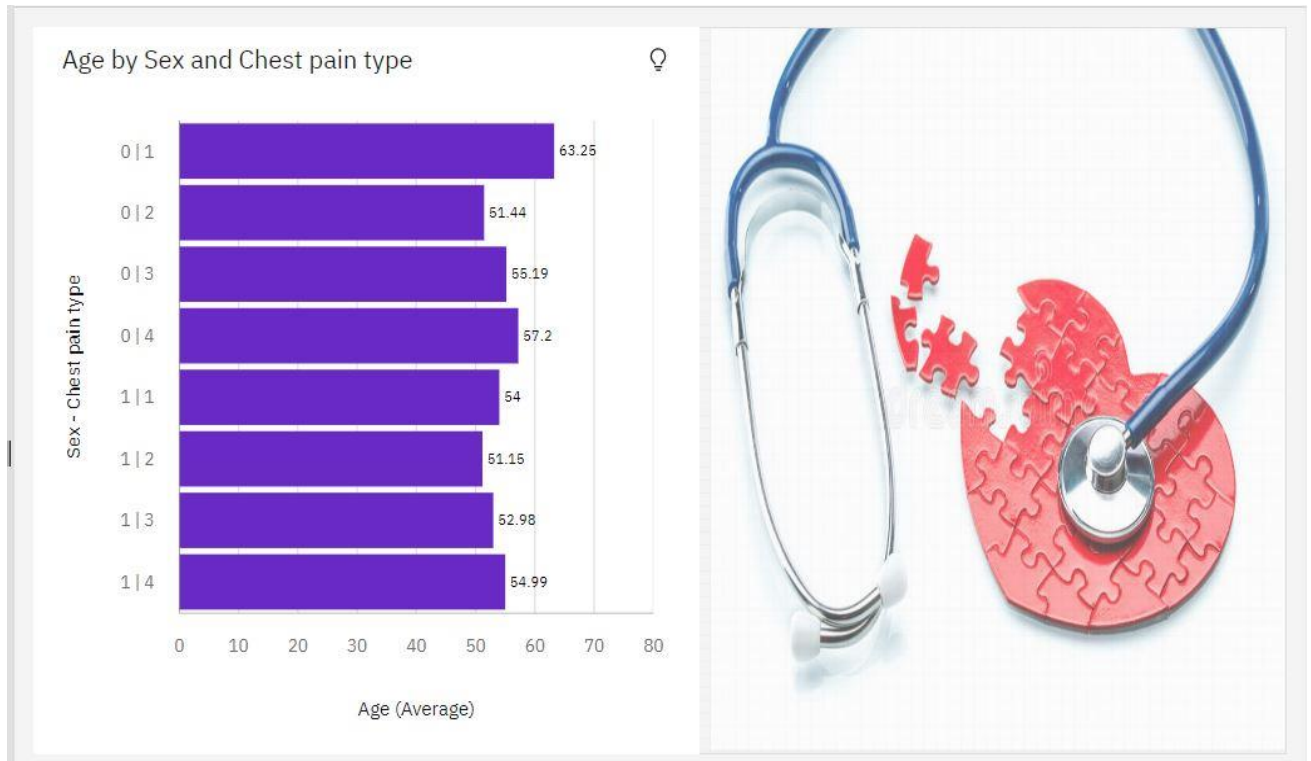 Age by Sex and Chest pain type
Sex - Chest pain type
0 | 1
63.25
0 | 2
51.44
0 | 3
55.19
0 | 4
57.2
1 | 1
54
1 | 2
51.15
1 | 3
52.98
1 | 4
54.99
0 10 20 30 40 50 60 70 80
Age (Average)